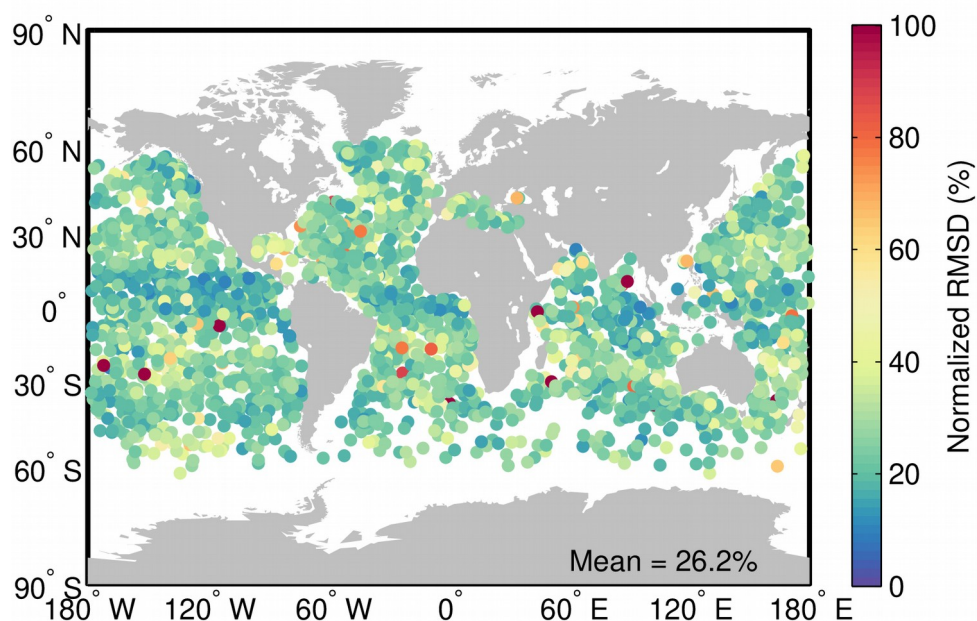 90° N
60° N
30° N
0°
30° S
60° S
90° S
180° W
120° W
60° W
0°
60° E
120° E
180° E
Mean = 26.2%
100
80
60
40
20
0
Normalized RMSD (%)